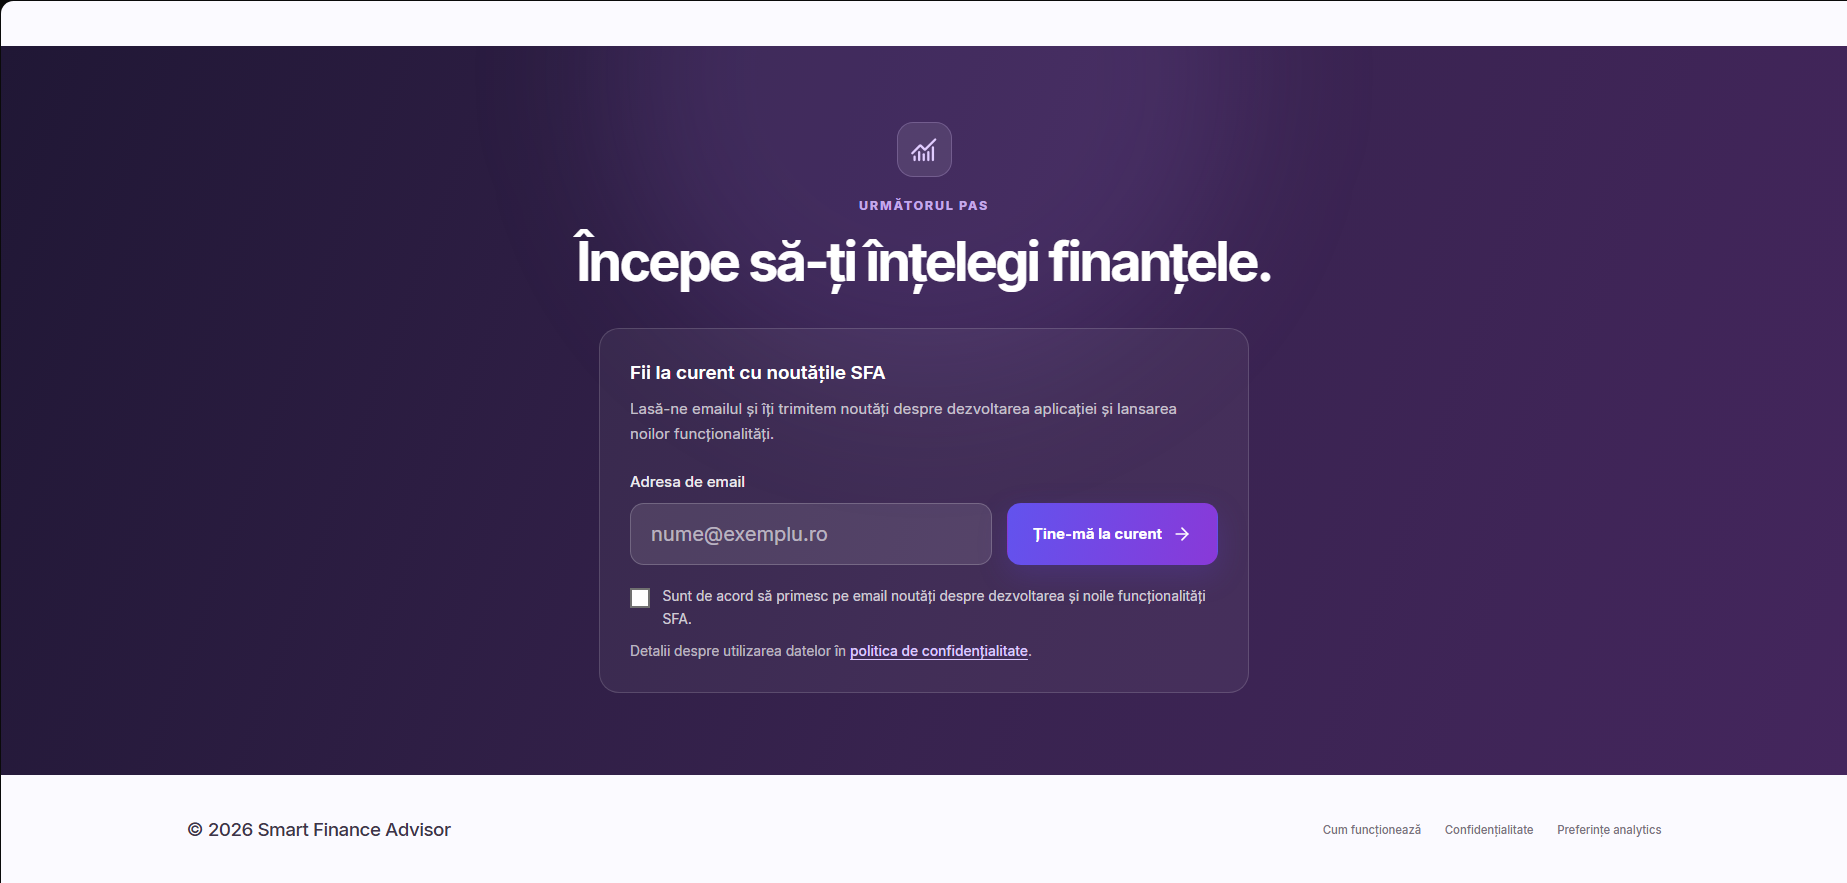 URMĂTORUL PAS
Începe să-ți înțelegi finanțele.
Fii la curent cu noutățile SFA
Lasă-ne emailul și îți trimitem noutăți despre dezvoltarea aplicației și lansarea
noilor funcționalități.
Adresa de email
nume@exemplu.ro
Ține-mă la curent
Sunt de acord să primesc pe email noutăți despre dezvoltarea și noile funcționalități
SFA.
Detalii despre utilizarea datelor în politica de confidențialitate.
© 2026 Smart Finance Advisor
Cum funcționează
Confidențialitate
Preferințe analytics